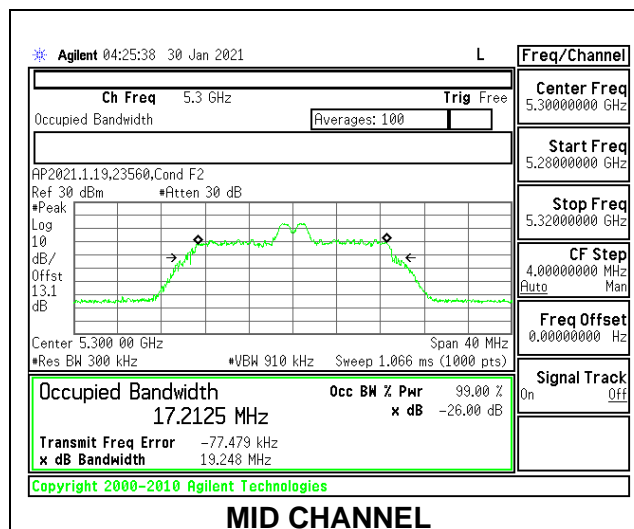 Agilent 04:25:38 30 Jan 2021 L Freq/Channel
Ch Freq 5.3 GHz Trig Free
Occupied Bandwidth Averages: 100
Center Freq
5.30000000 GHz
Start Freq
5.28000000 GHz
Stop Freq
5.32000000 GHz
CF Step
4.00000000 MHz
Auto Man
Freq Offset
0.00000000 Hz
Signal Track
On Off
AP2021.1.19,23560,Cond F2
Ref 30 dBm #Atten 30 dB
#Peak
Log
10
dB/
Offst
13.1
dB
Center 5.300 00 GHz Span 40 MHz
#Res BW 300 kHz #VBW 910 kHz Sweep 1.066 ms (1000 pts)
Occupied Bandwidth Occ BW % Pwr 99.00 %
17.2125 MHz x dB -26.00 dB
Transmit Freq Error -77.479 kHz
x dB Bandwidth 19.248 MHz
Copyright 2000-2010 Agilent Technologies
MID CHANNEL